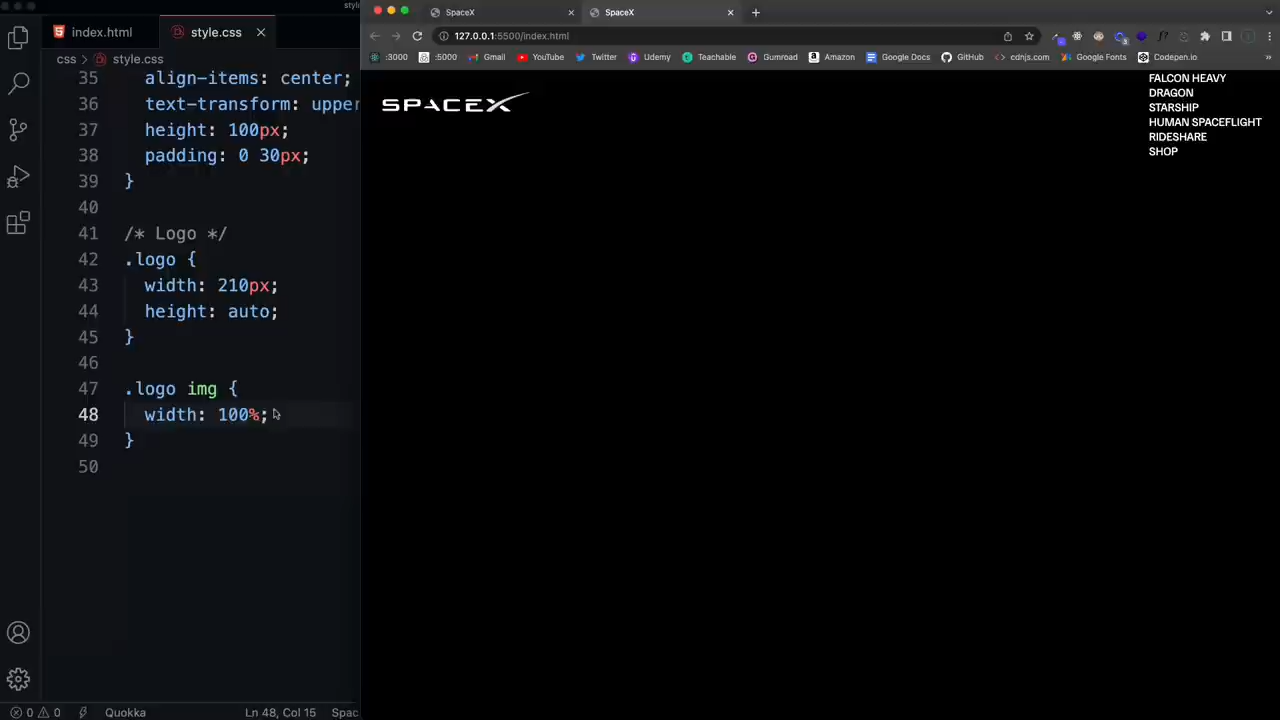 styl
index.html
style.css
css > style.css
35 align-items: center;
36 text-transform: upper
37 height: 100px;
38 padding: 0 30px;
39 }
40
41 /* Logo */
42 .logo {
43 width: 210px;
44 height: auto;
45 }
46
47 .logo img {
48 width: 100%;
49 }
50
0 0 Quokka Ln 48, Col 15 Spac
SpaceX
SpaceX
127.0.0.1:5500/index.html
:3000 :5000 Gmail YouTube Twitter Udemy Teachable Gumroad Amazon Google Docs GitHub cdnjs.com Google Fonts Codepen.io »
SPACEX
FALCON HEAVY
DRAGON
STARSHIP
HUMAN SPACEFLIGHT
RIDESHARE
SHOP